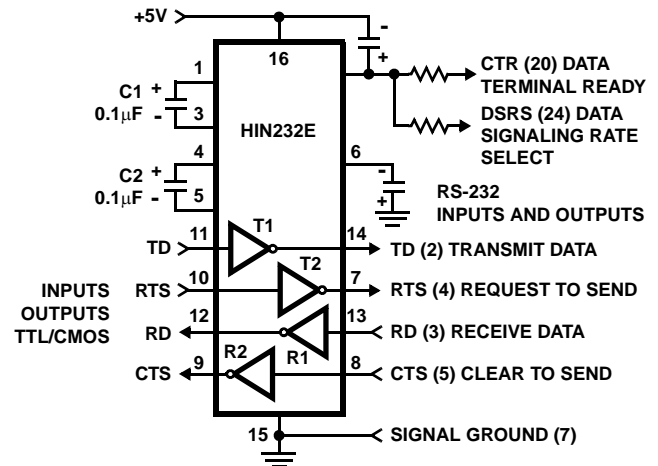 +5V
-
+
16
1
C1
+
0.1μF
-
3
HIN232E
CTR (20) DATA
TERMINAL READY
DSRS (24) DATA
SIGNALING RATE
SELECT
4
C2
+
0.1μF
-
5
6
-
+
RS-232
INPUTS AND OUTPUTS
TD
11
T1
14
TD (2) TRANSMIT DATA
INPUTS
OUTPUTS
TTL/CMOS
RTS
10
T2
7
RTS (4) REQUEST TO SEND
RD
12
R1
13
RD (3) RECEIVE DATA
CTS
9
R2
8
CTS (5) CLEAR TO SEND
15
SIGNAL GROUND (7)